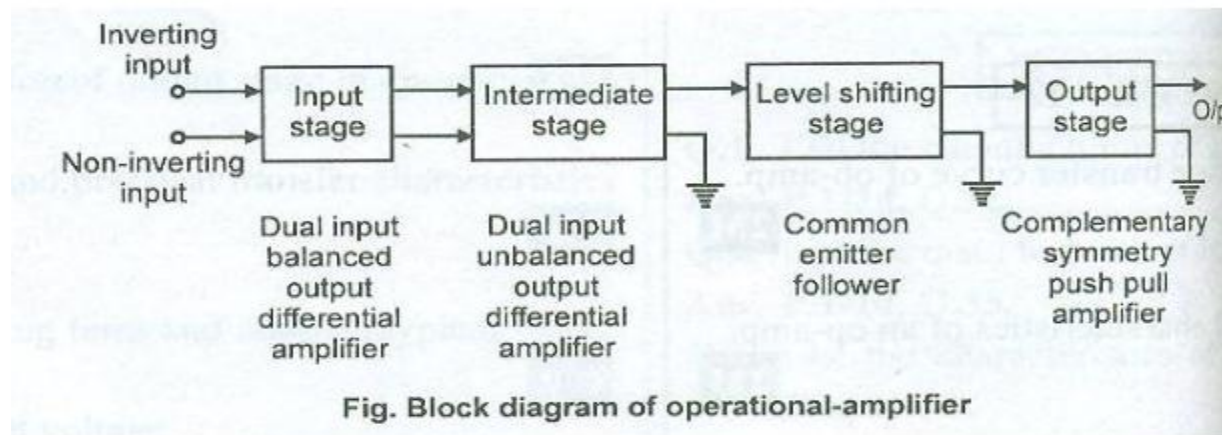 Inverting
input
Non-inverting
input
Input
stage
Intermediate
stage
Level shifting
stage
Output
stage
O/p
Dual input
balanced
output
differential
amplifier
Dual input
unbalanced
output
differential
amplifier
Common
emitter
follower
Complementary
symmetry
push pull
amplifier
Fig. Block diagram of operational-amplifier